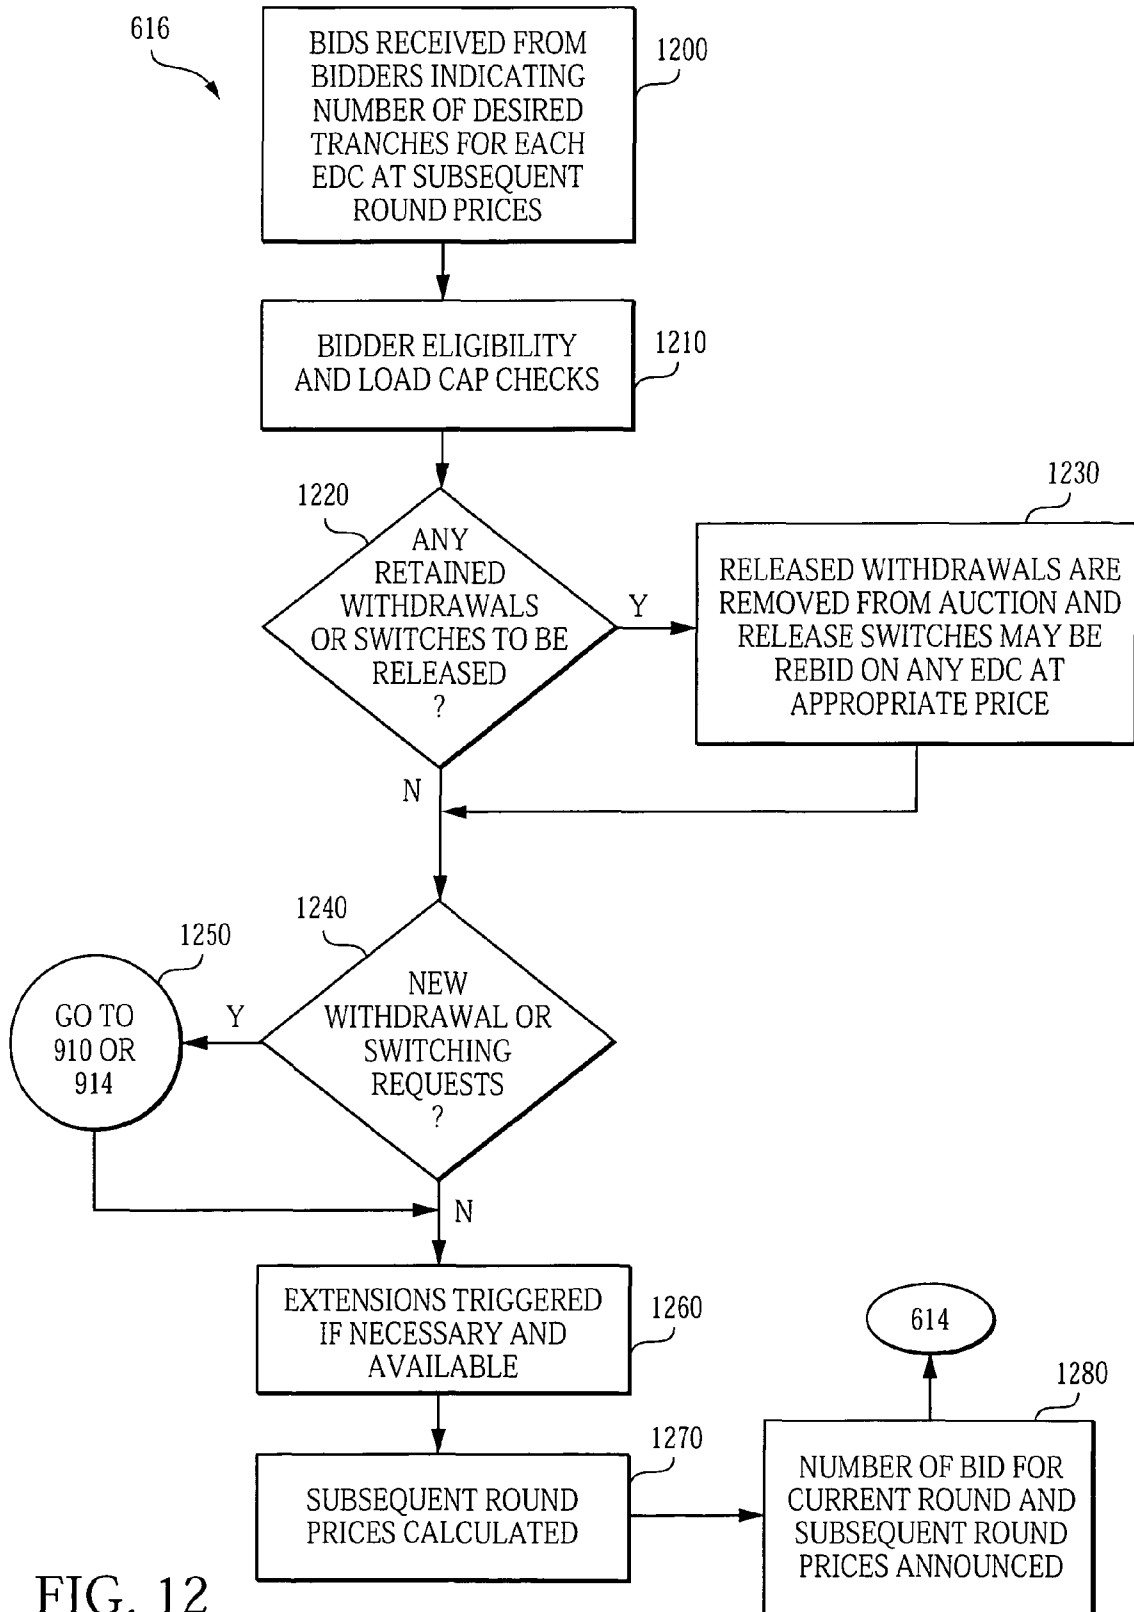 616
BIDS RECEIVED FROM
BIDDERS INDICATING
NUMBER OF DESIRED
TRANCHES FOR EACH
EDC AT SUBSEQUENT
ROUND PRICES
1200
BIDDER ELIGIBILITY
AND LOAD CAP CHECKS
1210
1220
ANY
RETAINED
WITHDRAWALS
OR SWITCHES TO BE
RELEASED
?
Y
1230
RELEASED WITHDRAWALS ARE
REMOVED FROM AUCTION AND
RELEASE SWITCHES MAY BE
REBID ON ANY EDC AT
APPROPRIATE PRICE
N
1240
NEW
WITHDRAWAL OR
SWITCHING
REQUESTS
?
Y
1250
GO TO
910 OR
914
N
EXTENSIONS TRIGGERED
IF NECESSARY AND
AVAILABLE
1260
SUBSEQUENT ROUND
PRICES CALCULATED
1270
614
1280
NUMBER OF BID FOR
CURRENT ROUND AND
SUBSEQUENT ROUND
PRICES ANNOUNCED
FIG. 12